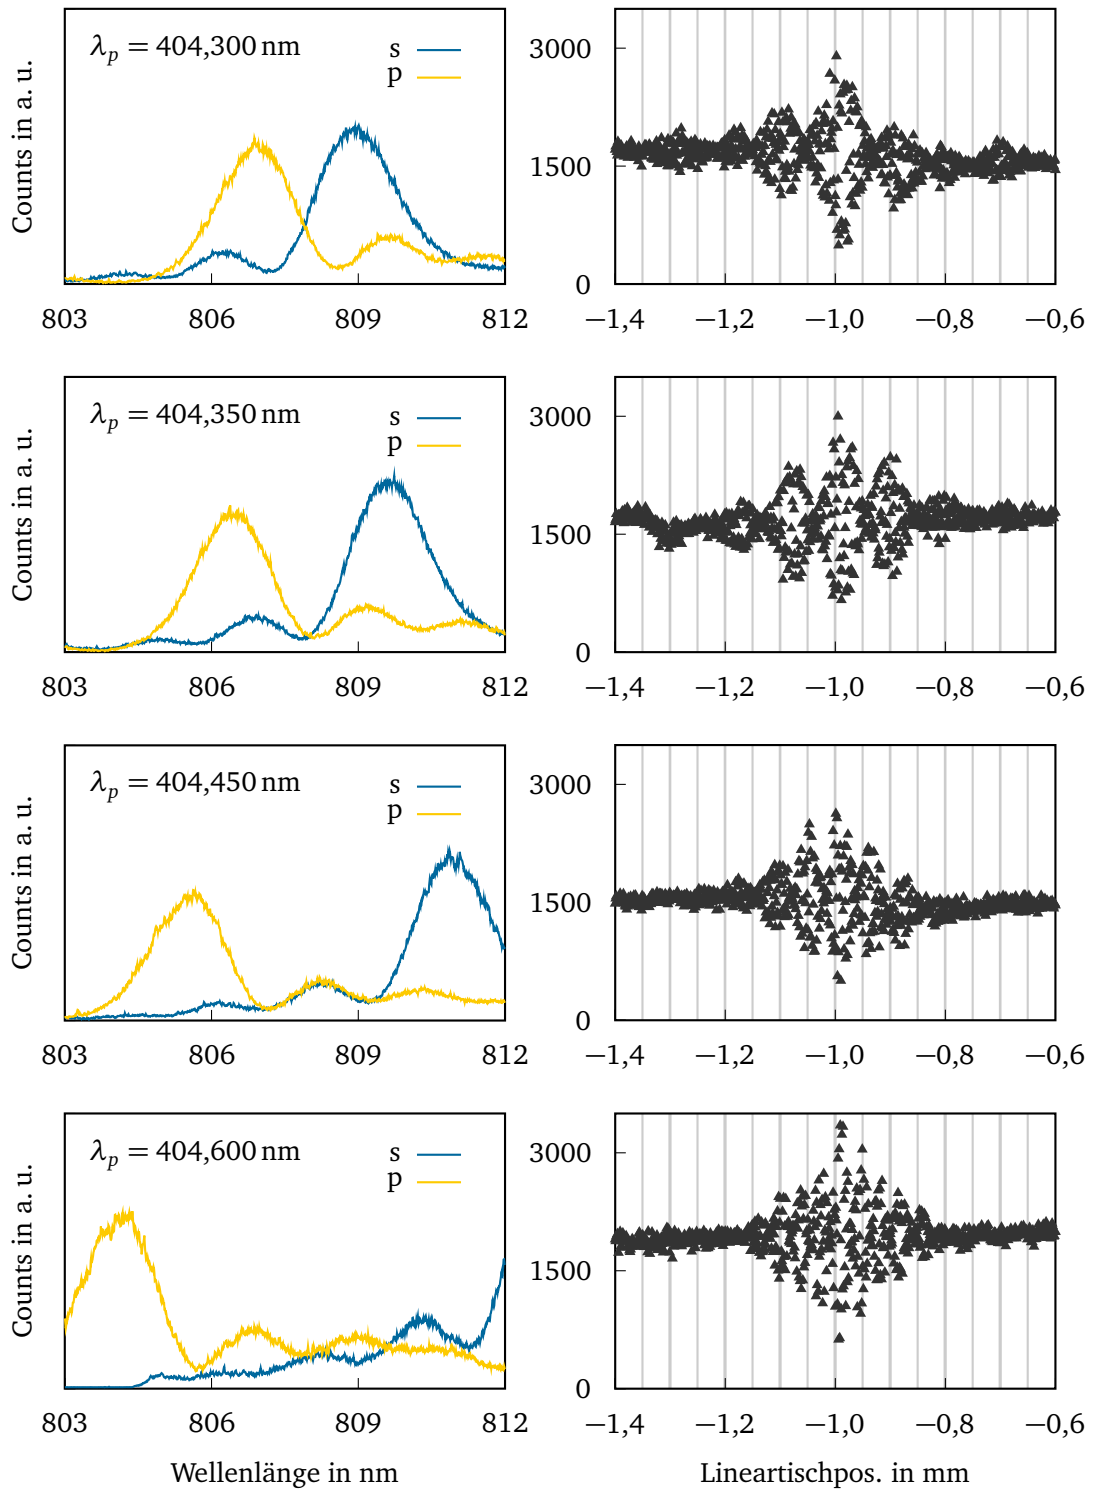 Counts in a. u.
λp = 404,300 nm
s
p
803 806 809 812
3000
1500
0
−1,4 −1,2 −1,0 −0,8 −0,6
Counts in a. u.
λp = 404,350 nm
s
p
803 806 809 812
3000
1500
0
−1,4 −1,2 −1,0 −0,8 −0,6
Counts in a. u.
λp = 404,450 nm
s
p
803 806 809 812
3000
1500
0
−1,4 −1,2 −1,0 −0,8 −0,6
Counts in a. u.
λp = 404,600 nm
s
p
803 806 809 812
Wellenlänge in nm
3000
1500
0
−1,4 −1,2 −1,0 −0,8 −0,6
Lineartischpos. in mm